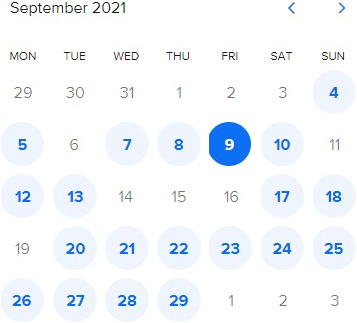 September 2021
MON TUE WED THU FRI SAT SUN
29 30 31 1 2 3 4
5 6 7 8 9 10 11
12 13 14 15 16 17 18
19 20 21 22 23 24 25
26 27 28 29 1 2 3